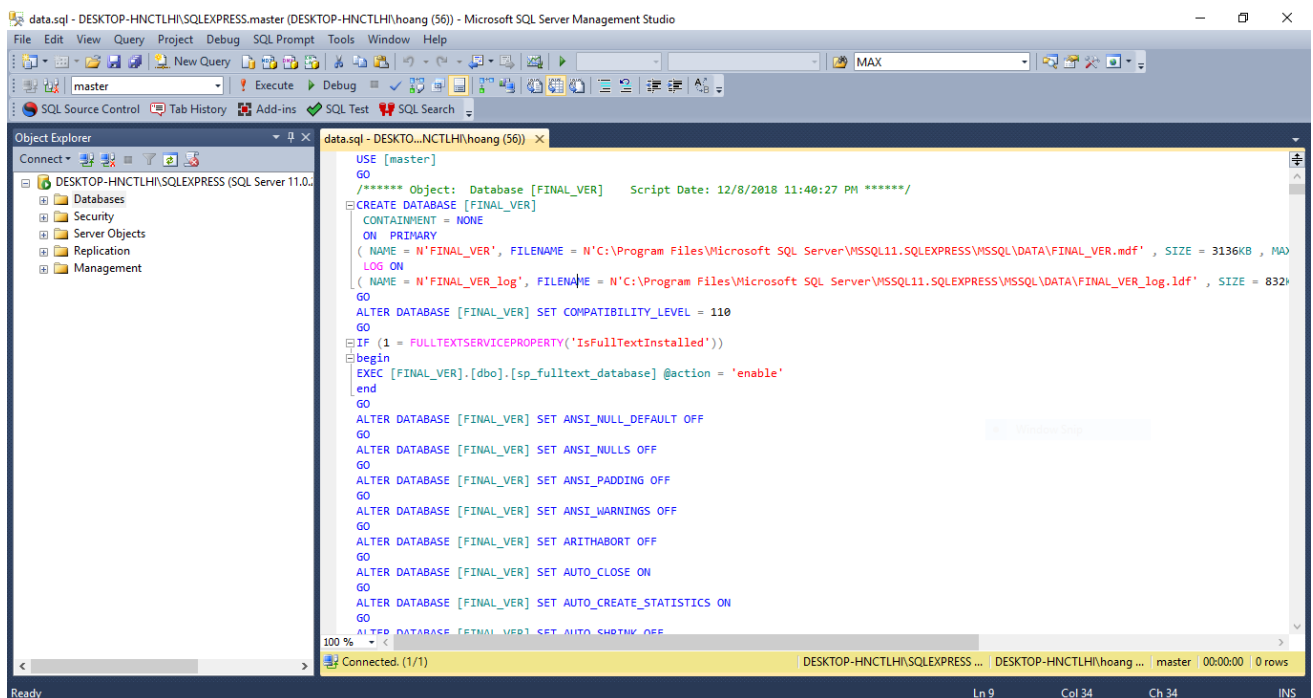 data.sql - DESKTOP-HNCTLHI\SQLEXPRESS.master (DESKTOP-HNCTLHI\hoang (56)) - Microsoft SQL Server Management Studio
File Edit View Query Project Debug SQL Prompt Tools Window Help
New Query MAX
master Execute Debug
SQL Source Control Tab History Add-ins SQL Test SQL Search
Object Explorer
Connect
DESKTOP-HNCTLHI\SQLEXPRESS (SQL Server 11.0.
Databases
Security
Server Objects
Replication
Management
data.sql - DESKTO...NCTLHI\hoang (56))
USE [master]
GO
/****** Object: Database [FINAL_VER] Script Date: 12/8/2018 11:40:27 PM ******/
CREATE DATABASE [FINAL_VER]
CONTAINMENT = NONE
ON PRIMARY
( NAME = N'FINAL_VER', FILENAME = N'C:\Program Files\Microsoft SQL Server\MSSQL11.SQLEXPRESS\MSSQL\DATA\FINAL_VER.mdf' , SIZE = 3136KB , MAX
LOG ON
( NAME = N'FINAL_VER_log', FILENAME = N'C:\Program Files\Microsoft SQL Server\MSSQL11.SQLEXPRESS\MSSQL\DATA\FINAL_VER_log.ldf' , SIZE = 832K
GO
ALTER DATABASE [FINAL_VER] SET COMPATIBILITY_LEVEL = 110
GO
IF (1 = FULLTEXTSERVICEPROPERTY('IsFullTextInstalled'))
begin
EXEC [FINAL_VER].[dbo].[sp_fulltext_database] @action = 'enable'
end
GO
ALTER DATABASE [FINAL_VER] SET ANSI_NULL_DEFAULT OFF
GO
ALTER DATABASE [FINAL_VER] SET ANSI_NULLS OFF
GO
ALTER DATABASE [FINAL_VER] SET ANSI_PADDING OFF
GO
ALTER DATABASE [FINAL_VER] SET ANSI_WARNINGS OFF
GO
ALTER DATABASE [FINAL_VER] SET ARITHABORT OFF
GO
ALTER DATABASE [FINAL_VER] SET AUTO_CLOSE ON
GO
ALTER DATABASE [FINAL_VER] SET AUTO_CREATE_STATISTICS ON
GO
ALTER DATABASE [FINAL_VER] SET AUTO_SHRINK OFF
100 %
Connected. (1/1) DESKTOP-HNCTLHI\SQLEXPRESS ... DESKTOP-HNCTLHI\hoang ... master 00:00:00 0 rows
Ready Ln 9 Col 34 Ch 34 INS